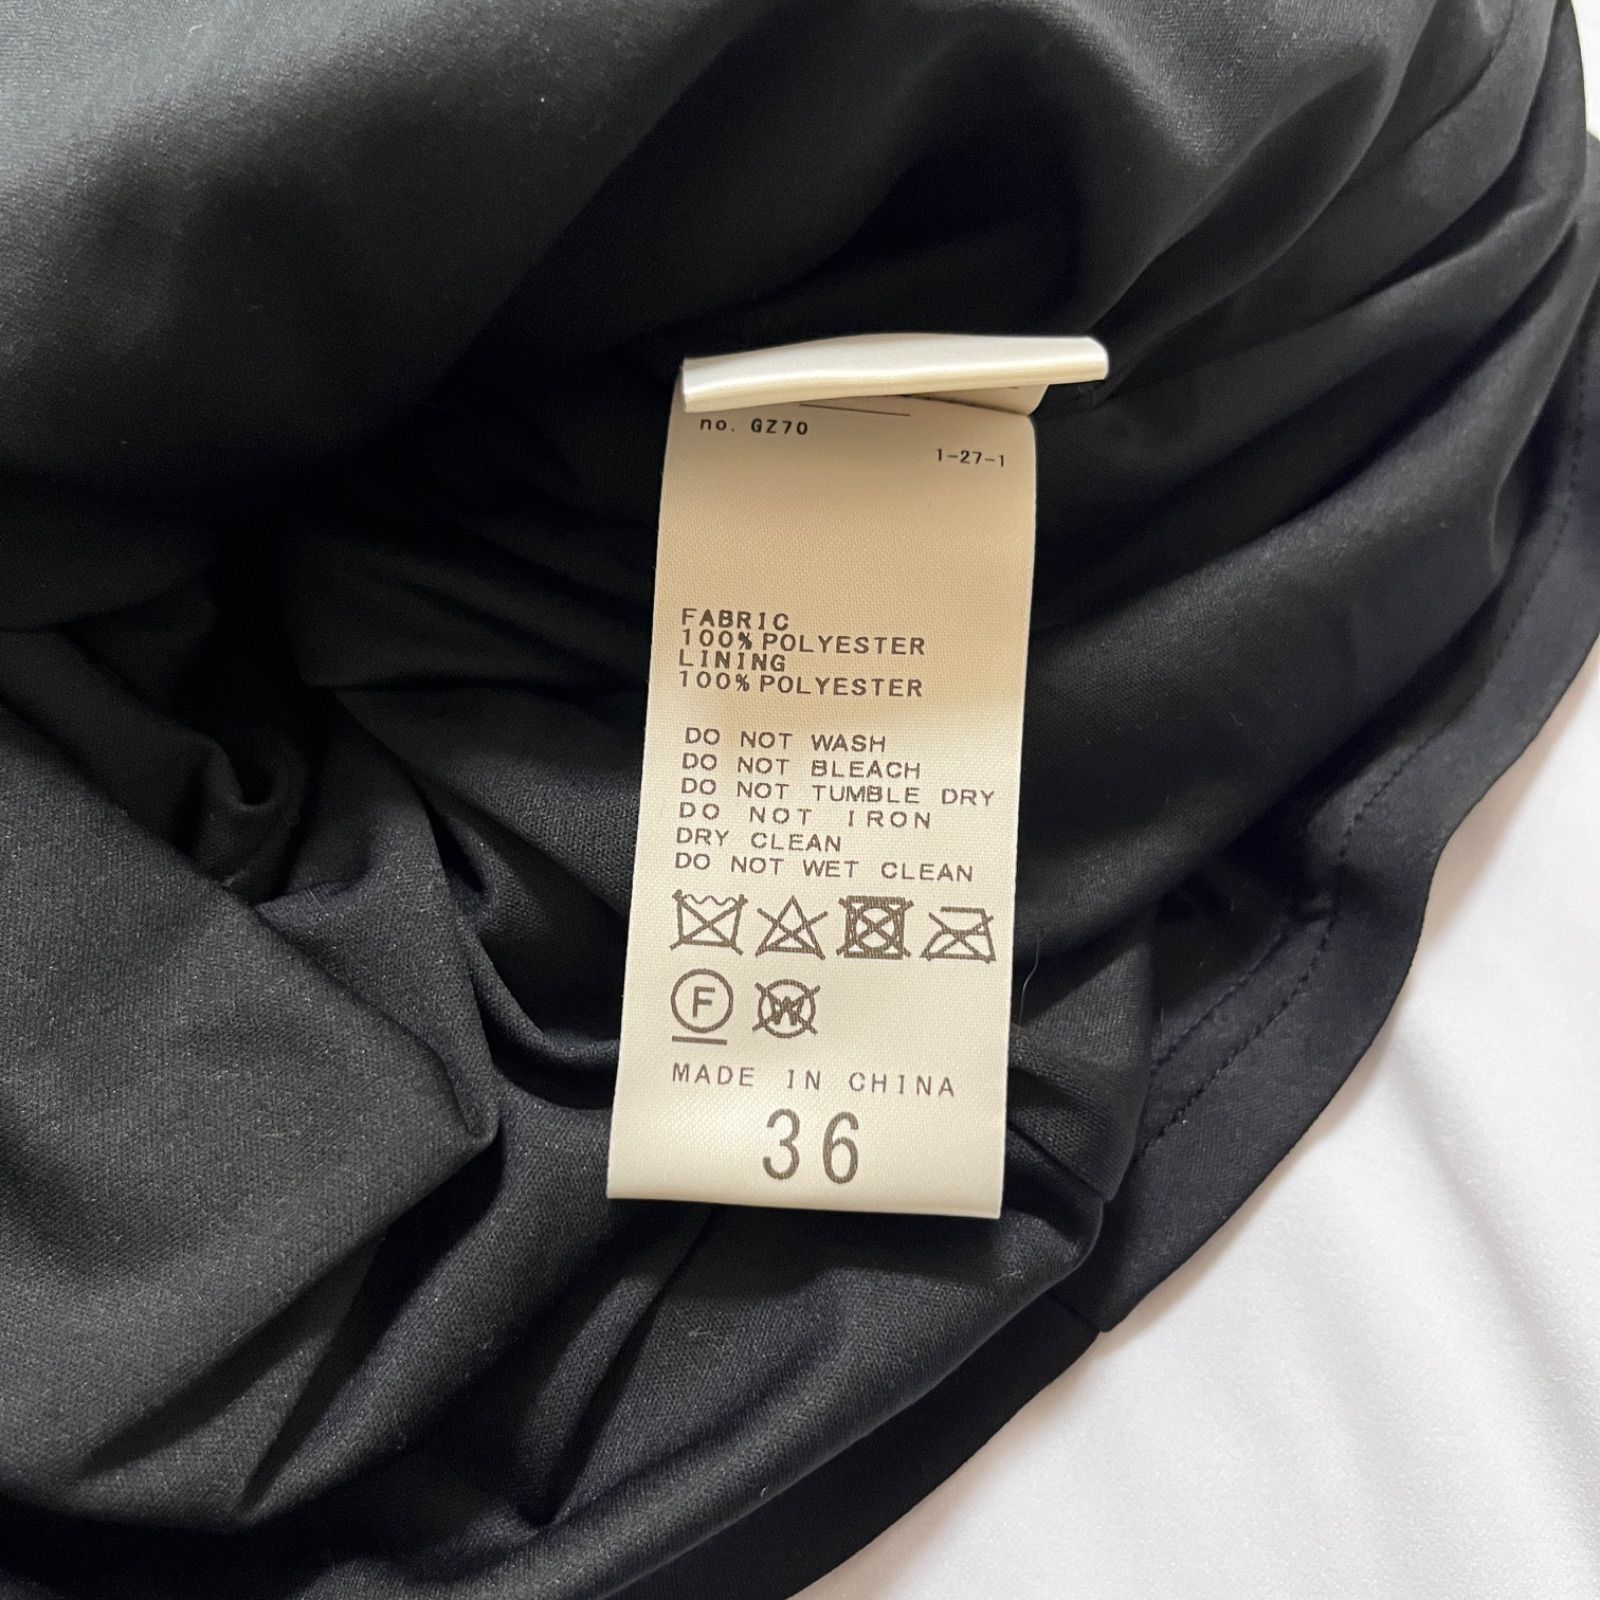 no. GZ70
1-27-1
FABRIC
100% POLYESTER
LINING
100% POLYESTER
DO NOT WASH
DO NOT BLEACH
DO NOT TUMBLE DRY
DO NOT IRON
DRY CLEAN
DO NOT WET CLEAN
F W
MADE IN CHINA
36